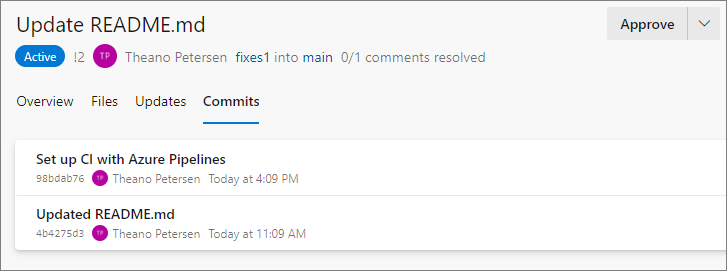 Update README.md
Approve
Active !2 TP Theano Petersen fixes1 into main 0/1 comments resolved
Overview Files Updates Commits
Set up CI with Azure Pipelines
98bdab76 TP Theano Petersen Today at 4:09 PM
Updated README.md
4b4275d3 TP Theano Petersen Today at 11:09 AM